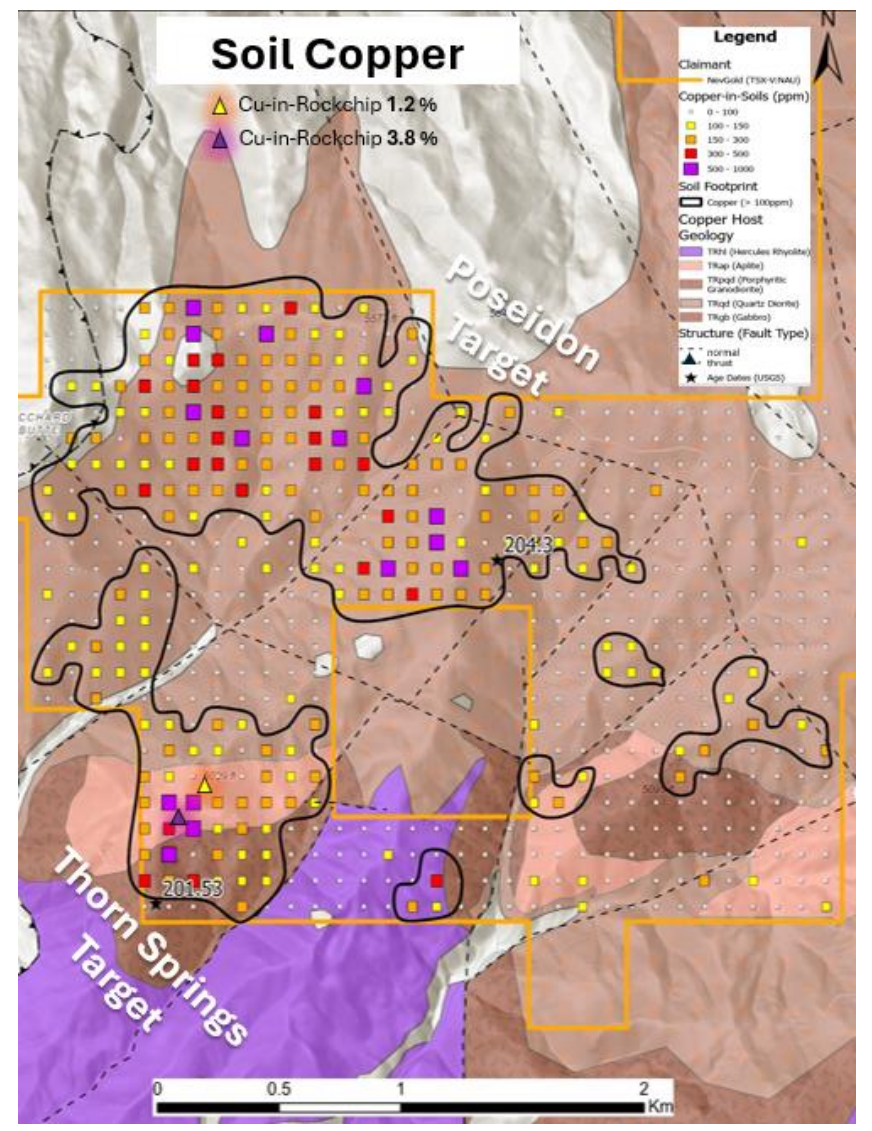 Soil Copper
Cu-in-Rockchip 1.2 %
Cu-in-Rockchip 3.8 %
N
Legend
Claimant
NevGold (TSX-V:NAU)
Copper-in-Soils (ppm)
0 - 100
100 - 150
150 - 300
300 - 500
500 - 1000
Soil Footprint
Copper (> 100ppm)
Copper Host
Geology
TRhl (Hercules Rhyolite)
TRap (Aplite)
TRpqd (Porphyritic
Granodiorite)
TRqd (Quartz Diorite)
TRgb (Gabbro)
Structure (Fault Type)
normal
thrust
Age Dates (USGS)
Poseidon
Target
BUTTE
204.3
201.53
Thorn Springs
Target
0 0.5 1 2
Km